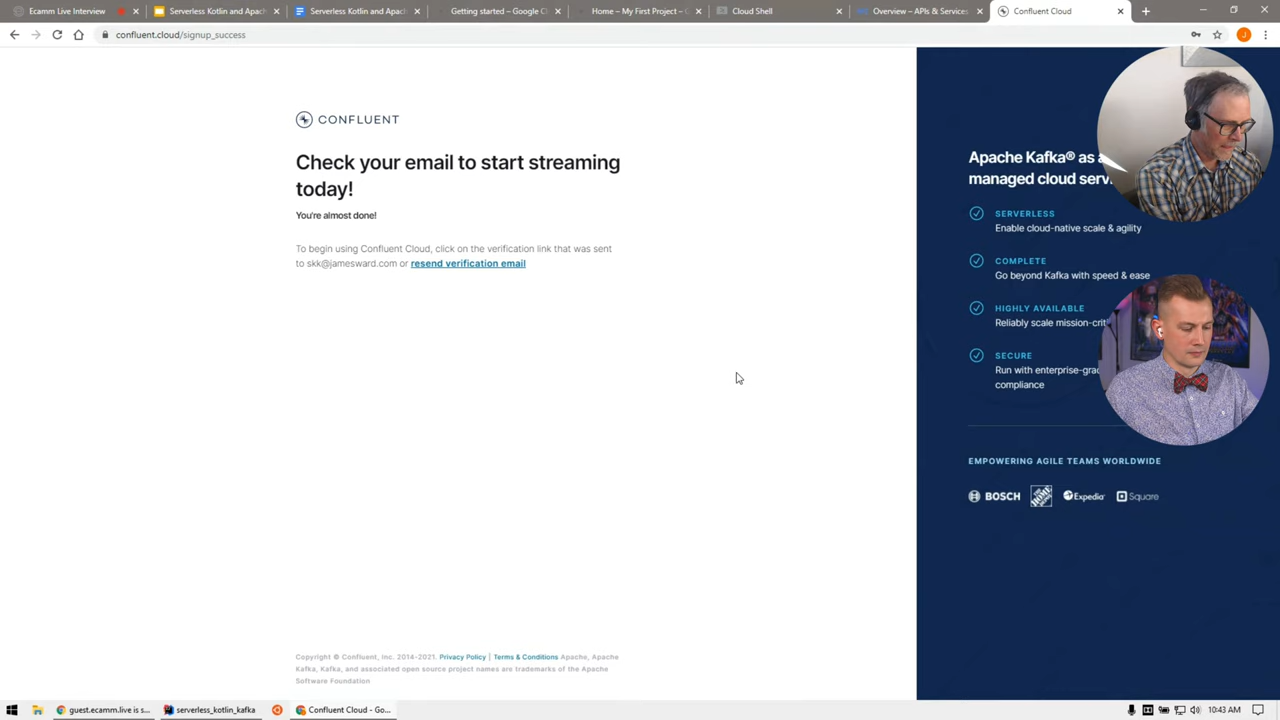 Ecamm Live Interview
Serverless Kotlin and Apach
Serverless Kotlin and Apach
Getting started – Google C
Home – My First Project – C
Cloud Shell
Overview – APIs & Services
Confluent Cloud
confluent.cloud/signup_success
J
CONFLUENT
Check your email to start streaming
today!
You're almost done!
To begin using Confluent Cloud, click on the verification link that was sent
to skk@jamesward.com or resend verification email
Apache Kafka® as a
managed cloud serv
SERVERLESS
Enable cloud-native scale & agility
COMPLETE
Go beyond Kafka with speed & ease
HIGHLY AVAILABLE
Reliably scale mission-crit
SECURE
Run with enterprise-grad
compliance
EMPOWERING AGILE TEAMS WORLDWIDE
BOSCH
Expedia
Square
Copyright © Confluent, Inc. 2014-2021. Privacy Policy | Terms & Conditions Apache, Apache
Kafka, Kafka, and associated open source project names are trademarks of the Apache
Software Foundation
guest.ecamm.live is s...
serverless_kotlin_kafka
Confluent Cloud - Go...
10:43 AM